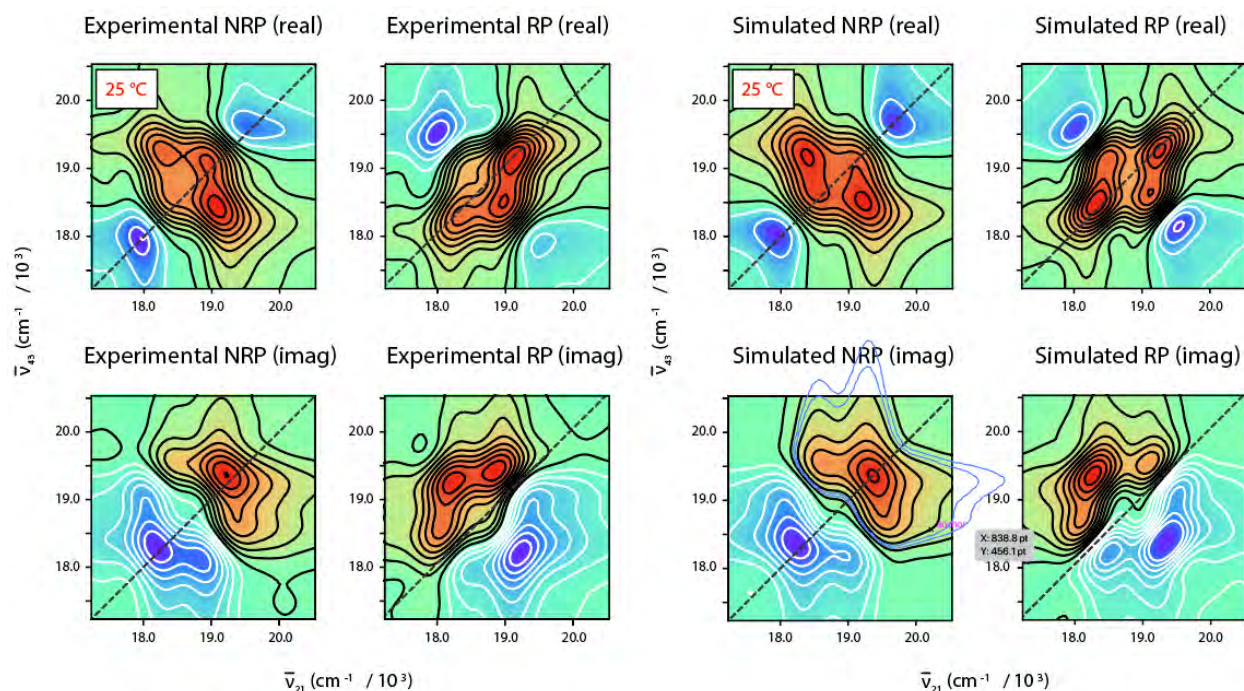 Experimental NRP (real)
Experimental RP (real)
Simulated NRP (real)
Simulated RP (real)
25 °C
25 °C
20.0
19.0
18.0
18.0 19.0 20.0
20.0
19.0
18.0
18.0 19.0 20.0
20.0
19.0
18.0
18.0 19.0 20.0
20.0
19.0
18.0
18.0 19.0 20.0
ν̅43 (cm⁻¹ / 10³)
ν̅43 (cm⁻¹ / 10³)
Experimental NRP (imag)
Experimental RP (imag)
Simulated NRP (imag)
Simulated RP (imag)
20.0
19.0
18.0
18.0 19.0 20.0
20.0
19.0
18.0
18.0 19.0 20.0
20.0
19.0
18.0
18.0 19.0 20.0
20.0
19.0
18.0
18.0 19.0 20.0
X: 838.8 pt
Y: 456.1 pt
ν̅21 (cm⁻¹ / 10³)
ν̅21 (cm⁻¹ / 10³)